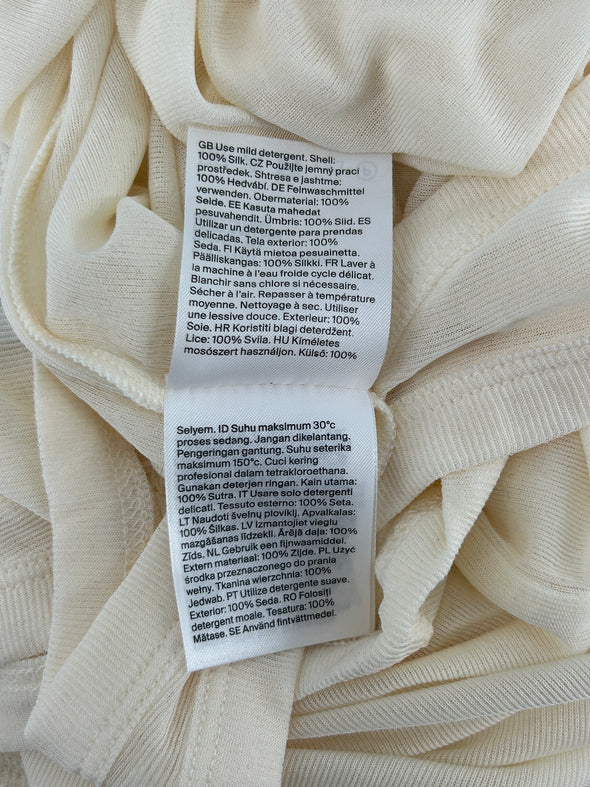 GB Use mild detergent. Shell:
100% Silk. CZ Použijte jemný prací
prostředek. Shtresa e jashtme:
100% Hedvábí. DE Feinwaschmittel
verwenden. Obermaterial: 100%
Seide. EE Kasuta mahedat
pesuvahendit. Ümbris: 100% Siid. ES
Utilizar un detergente para prendas
delicadas. Tela exterior: 100%
Seda. FI Käytä mietoa pesuainetta.
Päälliskangas: 100% Silkki. FR Laver à
la machine à l'eau froide cycle délicat.
Blanchir sans chlore si nécessaire.
Sécher à l'air. Repasser à température
moyenne. Nettoyage à sec. Utiliser
une lessive douce. Exterieur: 100%
Soie. HR Koristiti blagi deterdžent.
Lice: 100% Svila. HU Kíméletes
mosószert használjon. Külső: 100%
Selyem. ID Suhu maksimum 30°c
proses sedang. Jangan dikelantang.
Pengeringan gantung. Suhu seterika
maksimum 150°c. Cuci kering
profesional dalam tetrakloroethana.
Gunakan deterjen ringan. Kain utama:
100% Sutra. IT Usare solo detergenti
delicati. Tessuto esterno: 100% Seta.
LT Naudoti švelnų ploviklį. Apvalkalas:
100% Šilkas. LV Izmantojiet vieglu
mazgāšanas līdzekli. Ārējā daļa: 100%
Zīds. NL Gebruik een fijnwasmiddel.
Extern materiaal: 100% Zijde. PL Użyć
środka przeznaczonego do prania
wełny. Tkanina wierzchnia: 100%
Jedwab. PT Utilize detergente suave.
Exterior: 100% Seda. RO Folosiți
detergent moale. Tesatura: 100%
Mătase. SE Använd fintvättmedel.